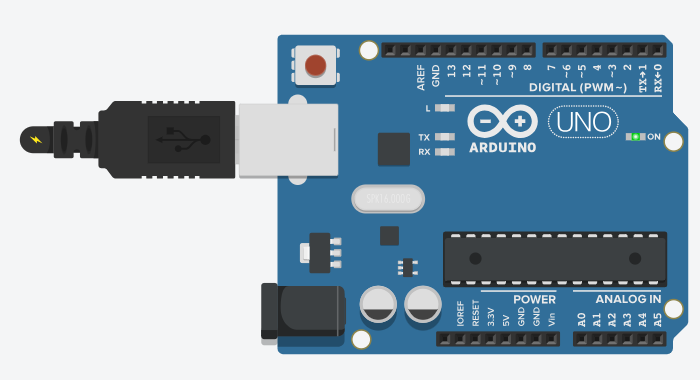 AREF
GND
13
12
~11
~10
~9
8
7
~6
~5
4
~3
2
TX→1
RX←0
DIGITAL (PWM~)
L
TX
RX
UNO
ON
ARDUINO
POWER
ANALOG IN
IOREF
RESET
3.3V
5V
GND
GND
Vin
A0
A1
A2
A3
A4
A5